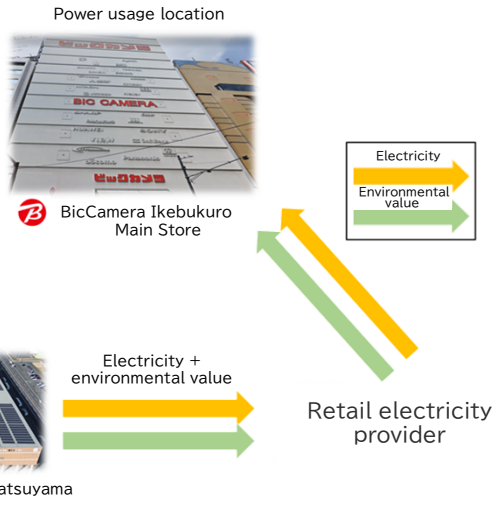 Power usage location
BIC CAMERA
BicCamera Ikebukuro
Main Store
Electricity
Environmental
value
Electricity +
environmental value
Retail electricity
provider
atsuyama